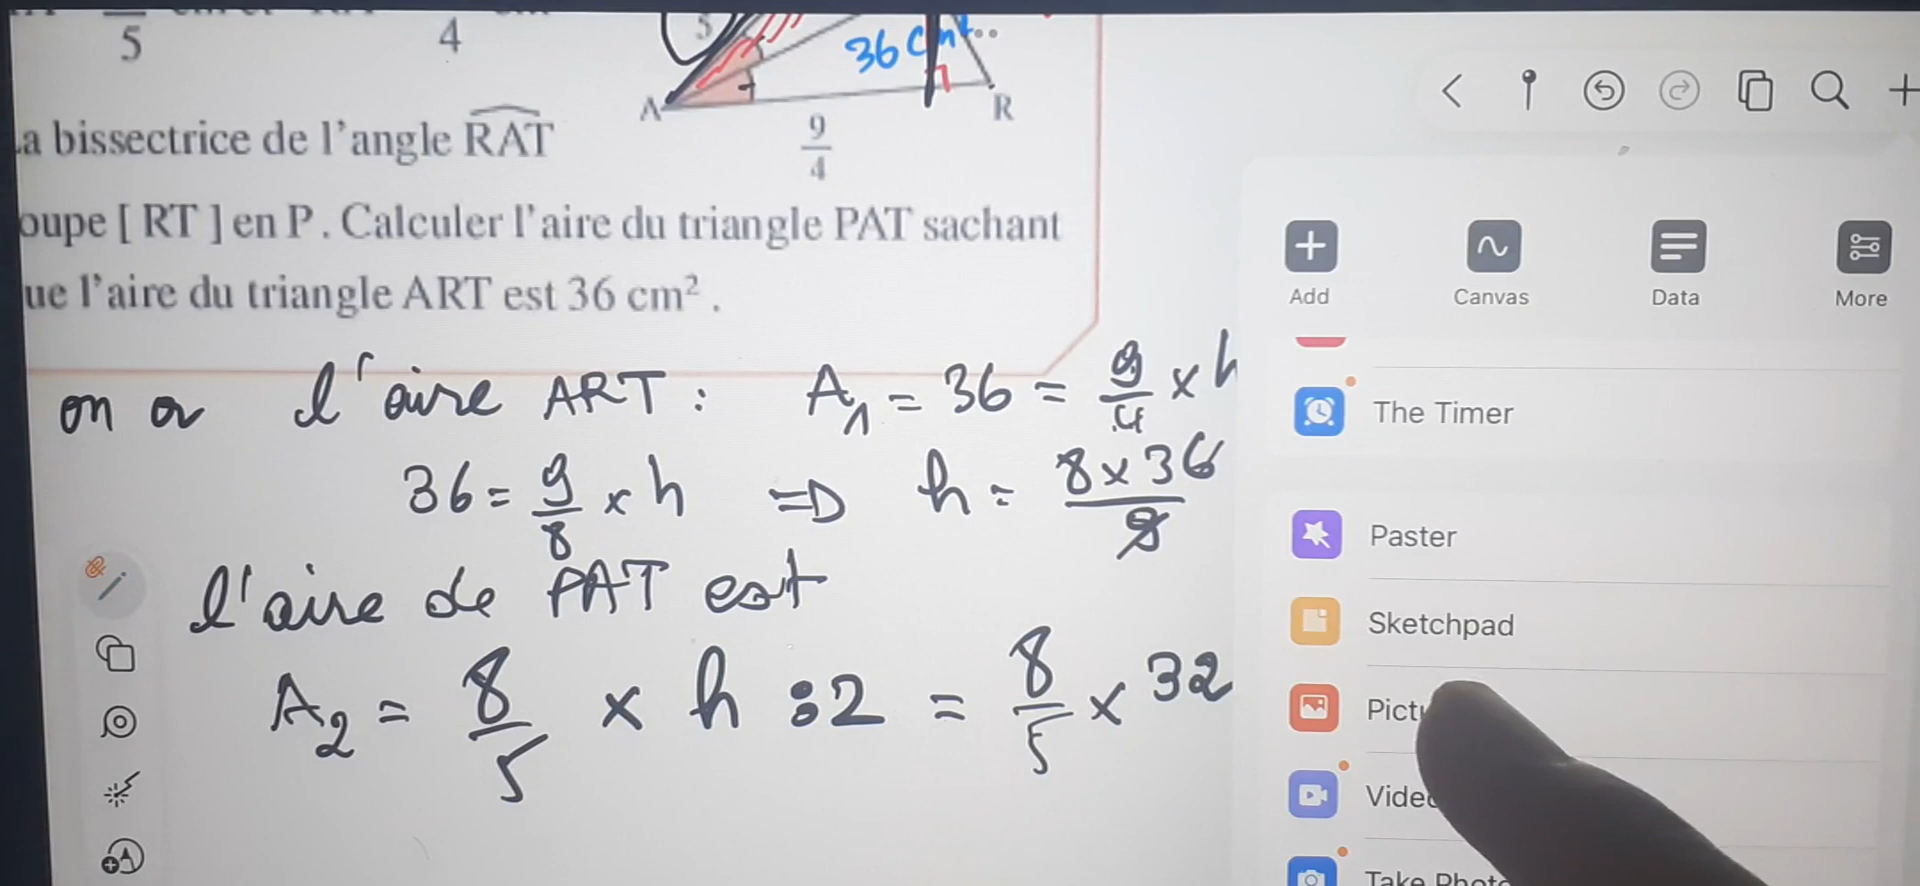 5 4
36 cm²
A R
a bissectrice de l'angle RAT
9
4
oupe [ RT ] en P . Calculer l'aire du triangle PAT sachant
ue l'aire du triangle ART est 36 cm² .
on a l'aire ART : A₁ = 36 = 9/4 × h
36 = 9/8 × h => h = 8×36/9
l'aire de PAT est
A₂ = 8/5 × h : 2 = 8/5 × 32
Add Canvas Data More
The Timer
Paster
Sketchpad